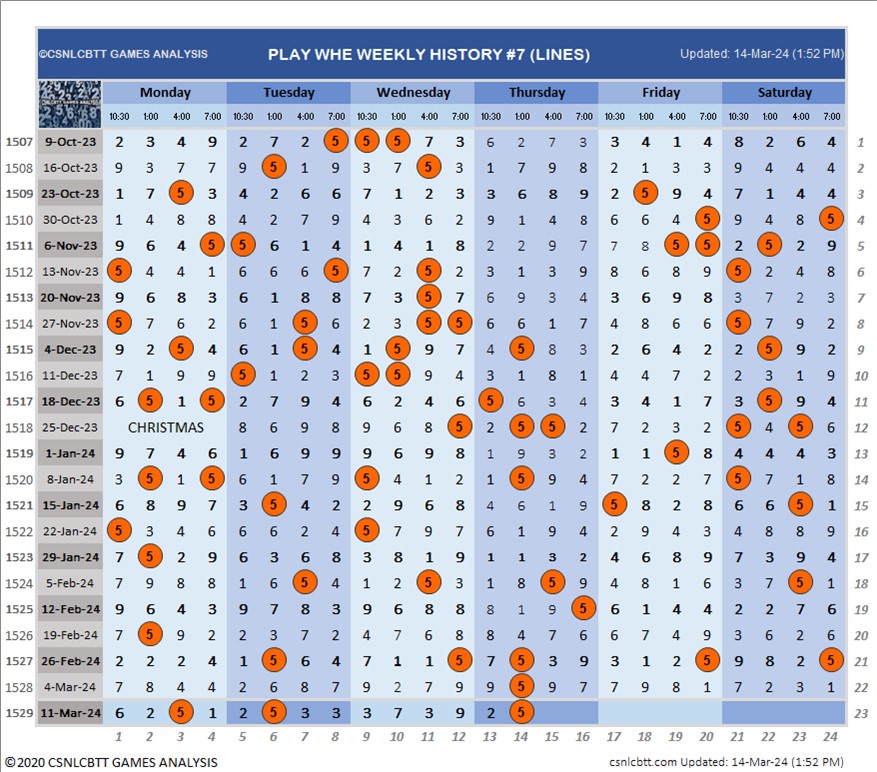 ©CSNLCBTT GAMES ANALYSIS PLAY WHE WEEKLY HISTORY #7 (LINES) Updated: 14-Mar-24 (1:52 PM)
Monday Tuesday Wednesday Thursday Friday Saturday
10:30 1:00 4:00 7:00 10:30 1:00 4:00 8:00 10:30 1:00 4:00 7:00 10:30 1:00 4:00 7:00 10:30 1:00 4:00 7:00 10:30 1:00 4:00 7:00
1507 9-Oct-23 2 3 4 9 2 7 2 5 5 5 7 3 6 2 7 3 3 4 1 4 8 2 6 4 1
1508 16-Oct-23 9 3 7 7 9 5 1 9 3 7 5 3 1 7 9 8 2 1 3 3 9 4 4 4 2
1509 23-Oct-23 1 7 5 3 4 2 6 6 7 1 2 3 3 6 8 9 2 5 9 4 7 1 4 4 3
1510 30-Oct-23 1 4 8 8 4 2 7 9 4 3 6 2 9 1 4 8 6 6 4 5 9 4 8 5 4
1511 6-Nov-23 9 6 4 5 5 6 1 4 1 4 1 8 2 2 9 5 7 8 5 5 2 5 2 9 5
1512 13-Nov-23 5 4 4 1 6 6 6 5 7 2 5 2 3 1 3 9 8 6 8 9 5 2 4 8 6
1513 20-Nov-23 9 6 8 3 6 1 8 8 7 3 5 7 6 9 3 4 3 6 9 8 3 7 2 3 7
1514 27-Nov-23 5 7 6 2 6 1 5 6 2 3 5 5 6 6 1 7 4 8 6 6 5 7 9 2 8
1515 4-Dec-23 9 2 5 4 6 1 5 4 1 5 9 7 4 5 8 3 2 6 4 2 2 5 9 2 9
1516 11-Dec-23 7 1 9 9 5 1 2 3 5 5 9 4 3 1 8 1 4 4 7 2 2 3 1 9 10
1517 18-Dec-23 6 5 1 5 2 7 9 4 6 2 4 6 5 6 3 4 3 4 1 7 3 5 9 4 11
1518 25-Dec-23 CHRISTMAS 8 6 9 8 9 6 8 5 2 5 5 2 7 2 3 2 5 4 5 6 12
1519 1-Jan-24 9 7 4 6 1 6 9 9 9 6 9 8 1 9 3 2 1 1 5 8 4 4 4 3 13
1520 8-Jan-24 3 5 4 5 6 1 7 9 5 4 1 2 1 5 9 4 7 2 2 7 5 7 1 8 14
1521 15-Jan-24 6 8 9 7 3 5 4 2 2 9 6 8 4 6 1 9 5 8 2 8 6 6 5 1 15
1522 22-Jan-24 5 3 4 6 6 6 2 4 5 7 9 7 6 1 9 4 2 9 4 3 4 8 8 9 16
1523 29-Jan-24 7 5 2 9 6 3 6 8 3 8 1 9 1 1 3 2 4 6 8 9 7 3 9 4 17
1524 5-Feb-24 7 9 8 8 1 6 5 4 1 2 5 3 1 8 5 9 4 8 1 6 3 7 5 1 18
1525 12-Feb-24 9 6 4 3 9 7 8 3 9 6 8 8 8 1 9 5 6 1 4 4 2 2 7 6 19
1526 19-Feb-24 7 5 9 2 2 3 7 2 4 7 6 8 8 4 7 6 6 7 4 9 3 6 2 6 20
1527 26-Feb-24 2 2 2 4 1 5 6 4 7 1 1 5 7 5 3 9 3 1 2 5 9 8 2 5 21
1528 4-Mar-24 7 8 4 4 2 6 8 7 9 2 7 9 4 5 9 7 7 9 8 1 7 2 3 1 22
1529 11-Mar-24 6 2 5 1 2 5 3 3 3 7 3 9 2 5 23
1 2 3 4 5 6 7 8 9 10 11 12 13 14 15 16 17 18 19 20 21 22 23 24
©2020 CSNLCBTT GAMES ANALYSIS csnlcbtt.com Updated: 14-Mar-24 (1:52 PM)